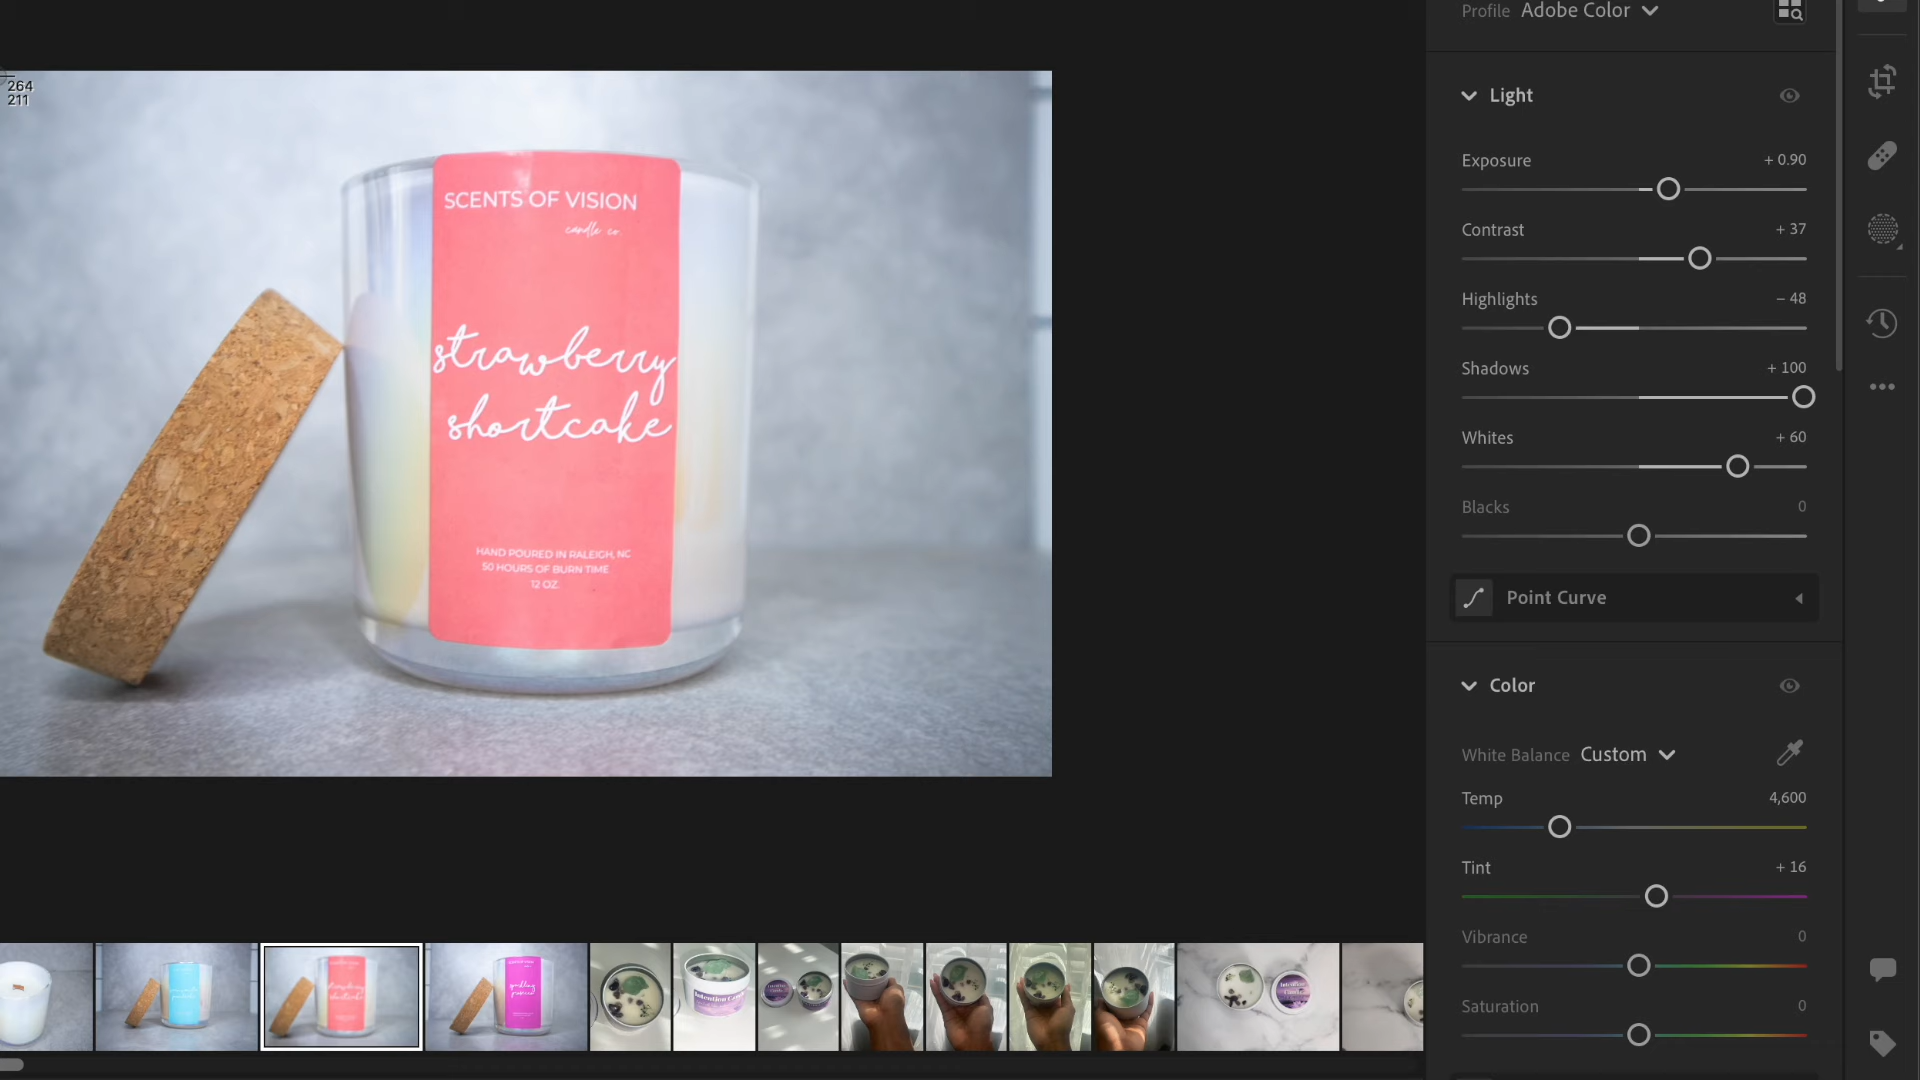 Profile Adobe Color
264
211
Light
Exposure + 0.90
Contrast + 37
Highlights − 48
Shadows + 100
Whites + 60
Blacks 0
Point Curve
Color
White Balance Custom
Temp 4,600
Tint + 16
Vibrance 0
Saturation 0
SCENTS OF VISION
candle co.
strawberry
shortcake
HAND POURED IN RALEIGH, NC
50 HOURS OF BURN TIME
12 OZ.